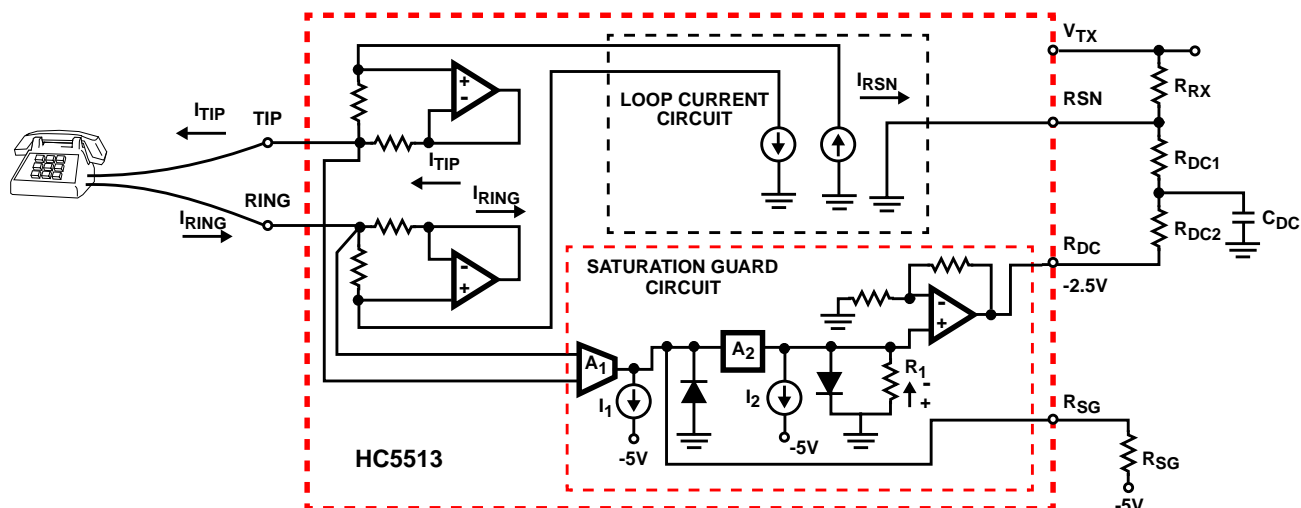 I_TIP
TIP
I_RING
RING
+
-
I_TIP
I_RING
-
+
LOOP CURRENT
CIRCUIT
I_RSN
V_TX
R_RX
RSN
R_DC1
C_DC
R_DC2
R_DC
-2.5V
SATURATION GUARD
CIRCUIT
-
+
A_1
I_1
-5V
A_2
I_2
-5V
R_1
-
+
R_SG
R_SG
-5V
HC5513